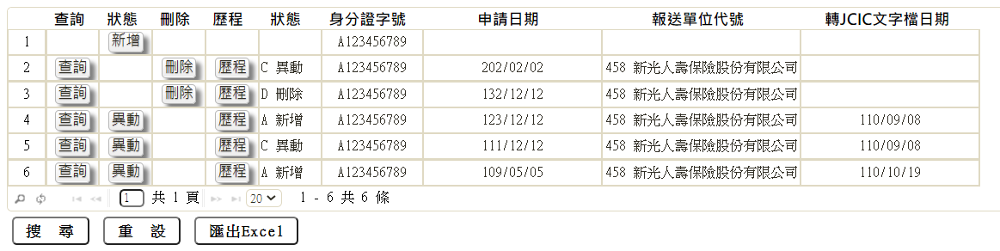 查詢 狀態 刪除 歷程 狀態 身分證字號 申請日期 報送單位代號 轉JCIC文字檔日期
1 新增 A123456789
2 查詢 刪除 歷程 C 異動 A123456789 202/02/02 458 新光人壽保險股份有限公司
3 查詢 刪除 歷程 D 刪除 A123456789 132/12/12 458 新光人壽保險股份有限公司
4 查詢 異動 歷程 A 新增 A123456789 123/12/12 458 新光人壽保險股份有限公司 110/09/08
5 查詢 異動 歷程 C 異動 A123456789 111/12/12 458 新光人壽保險股份有限公司 110/09/08
6 查詢 異動 歷程 A 新增 A123456789 109/05/05 458 新光人壽保險股份有限公司 110/10/19
1 共 1 頁 20 1 - 6 共 6 條
搜 尋 重 設 匯出Excel